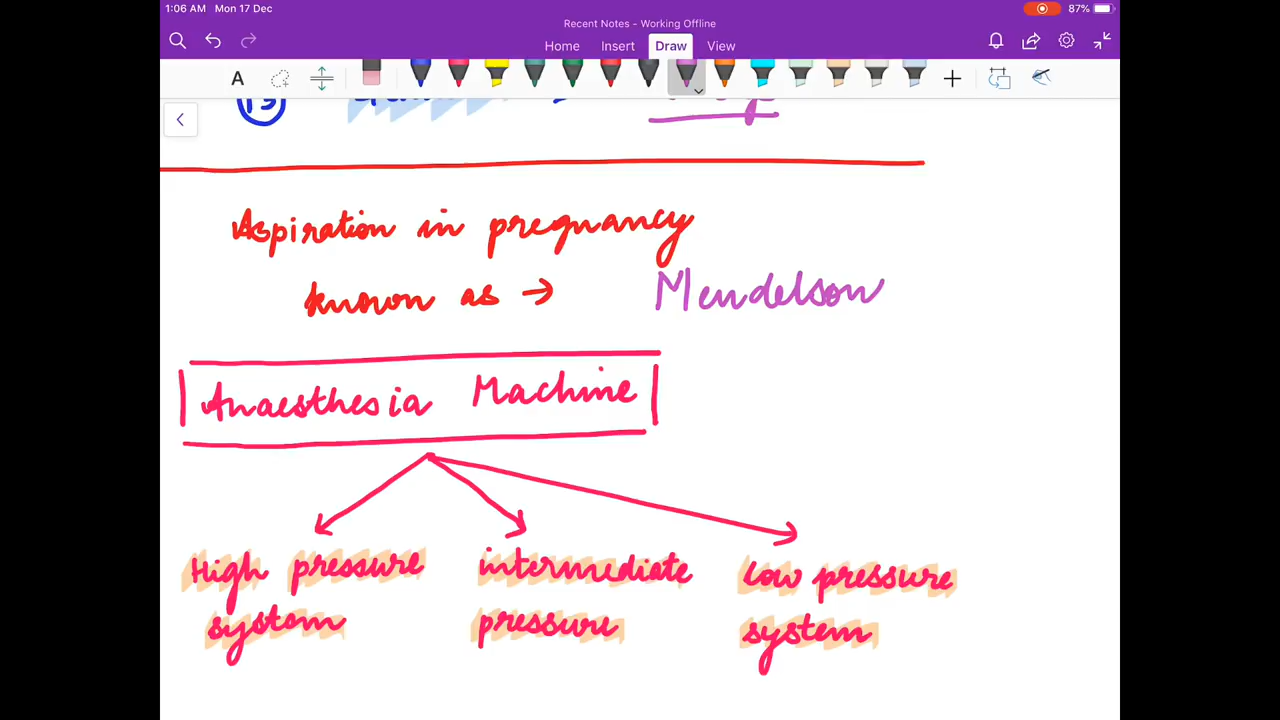 1:06 AM Mon 17 Dec
87%
Recent Notes - Working Offline
Home Insert Draw View
A
13
Aspiration in pregnancy
known as → Mendelson
Anaesthesia Machine
High pressure system
intermediate pressure
Low pressure system